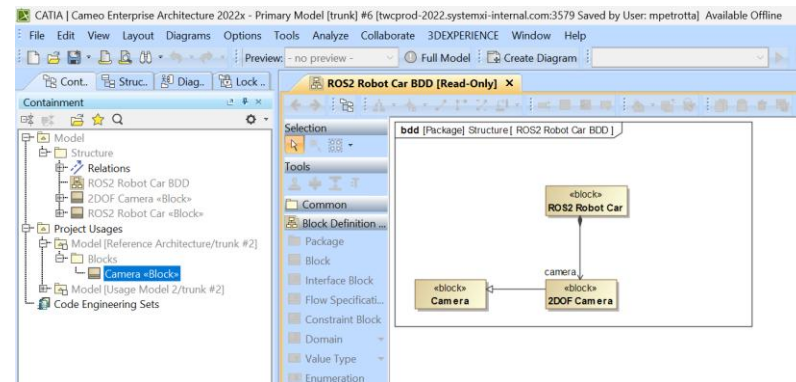 CATIA | Cameo Enterprise Architecture 2022x - Primary Model [trunk] #6 [twcprod-2022.systemxi-internal.com:3579 Saved by User: mpetrotta] Available Offline
File Edit View Layout Diagrams Options Tools Analyze Collaborate 3DEXPERIENCE Window Help
Preview: - no preview - Full Model Create Diagram
Cont.. Struc.. Diag.. Lock .. ROS2 Robot Car BDD [Read-Only] ×
Containment
Model
Structure
Relations
ROS2 Robot Car BDD
2DOF Camera «Block»
ROS2 Robot Car «Block»
Project Usages
Model [Reference Architecture/trunk #2]
Blocks
Camera «Block»
Model [Usage Model 2/trunk #2]
Code Engineering Sets
Selection
Tools
Common
Block Definition ...
Package
Block
Interface Block
Flow Specificati...
Constraint Block
Domain
Value Type
Enumeration
bdd [Package] Structure [ ROS2 Robot Car BDD ]
«block»
ROS2 Robot Car
camera
«block»
Camera
«block»
2DOF Camera